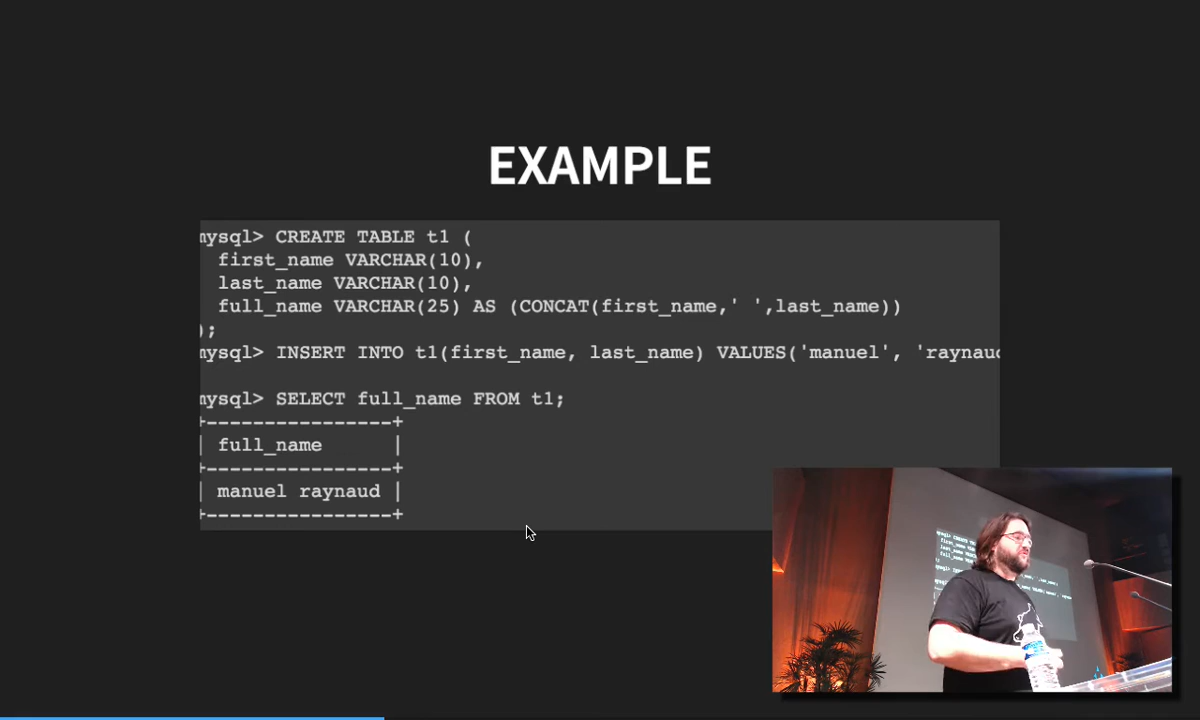 EXAMPLE
mysql> CREATE TABLE t1 (
first_name VARCHAR(10),
last_name VARCHAR(10),
full_name VARCHAR(25) AS (CONCAT(first_name,' ',last_name))
);
mysql> INSERT INTO t1(first_name, last_name) VALUES('manuel', 'raynaud
mysql> SELECT full_name FROM t1;
+----------------+
| full_name |
+----------------+
| manuel raynaud |
+----------------+